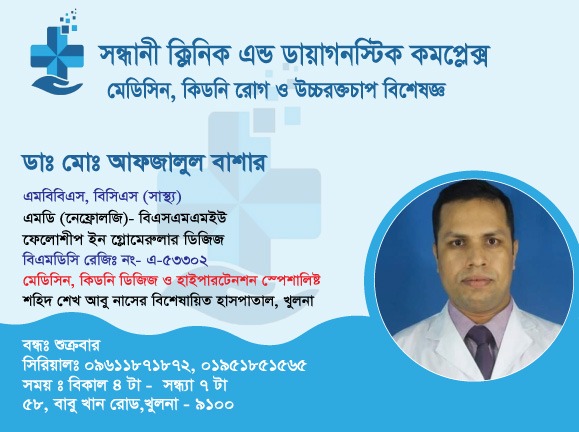 সন্ধানী ক্লিনিক এন্ড ডায়াগনস্টিক কমপ্লেক্স
মেডিসিন, কিডনি রোগ ও উচ্চরক্তচাপ বিশেষজ্ঞ
ডাঃ মোঃ আফজালুল বাশার
এমবিবিএস, বিসিএস (সাস্থ্য)
এমডি (নেফ্রোলজি)- বিএসএমএমইউ
ফেলোশীপ ইন গ্লোমেরুলার ডিজিজ
বিএমডিসি রেজিঃ নং- এ-৫৩৩০২
মেডিসিন, কিডনি ডিজিজ ও হাইপারটেনশন স্পেশালিষ্ট
শহিদ শেখ আবু নাসের বিশেষায়িত হাসপাতাল, খুলনা
বন্ধঃ শুক্রবার
সিরিয়ালঃ ০৯৬১১৮৭১৮৭২, ০১৯৫১৮৫১৫৬৫
সময় ঃ বিকাল ৪ টা - সন্ধ্যা ৭ টা
৫৮, বাবু খান রোড,খুলনা - ৯১০০